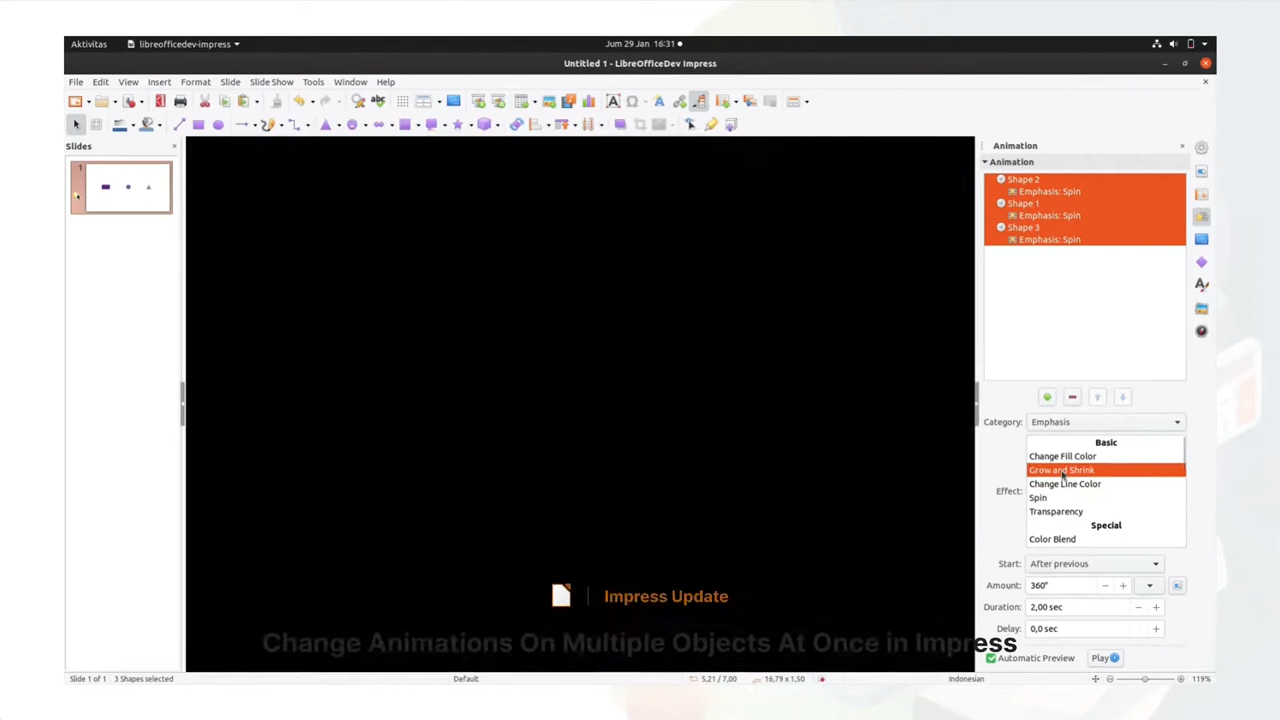 Aktivitas libreofficedev-impress Jum 29 Jan 16:31
Untitled 1 - LibreOfficeDev Impress
File Edit View Insert Format Slide Slide Show Tools Window Help
Slides
1
Animation
Animation
Shape 2
Emphasis: Spin
Shape 1
Emphasis: Spin
Shape 3
Emphasis: Spin
Category: Emphasis
Basic
Change Fill Color
Grow and Shrink
Change Line Color
Effect:
Spin
Transparency
Special
Color Blend
Start: After previous
Amount: 360°
Duration: 2,00 sec
Delay: 0,0 sec
Automatic Preview Play
Impress Update
Change Animations On Multiple Objects At Once in Impress
Slide 1 of 1 3 Shapes selected Default 5,21 / 7,00 16,79 x 1,50 Indonesian 119%